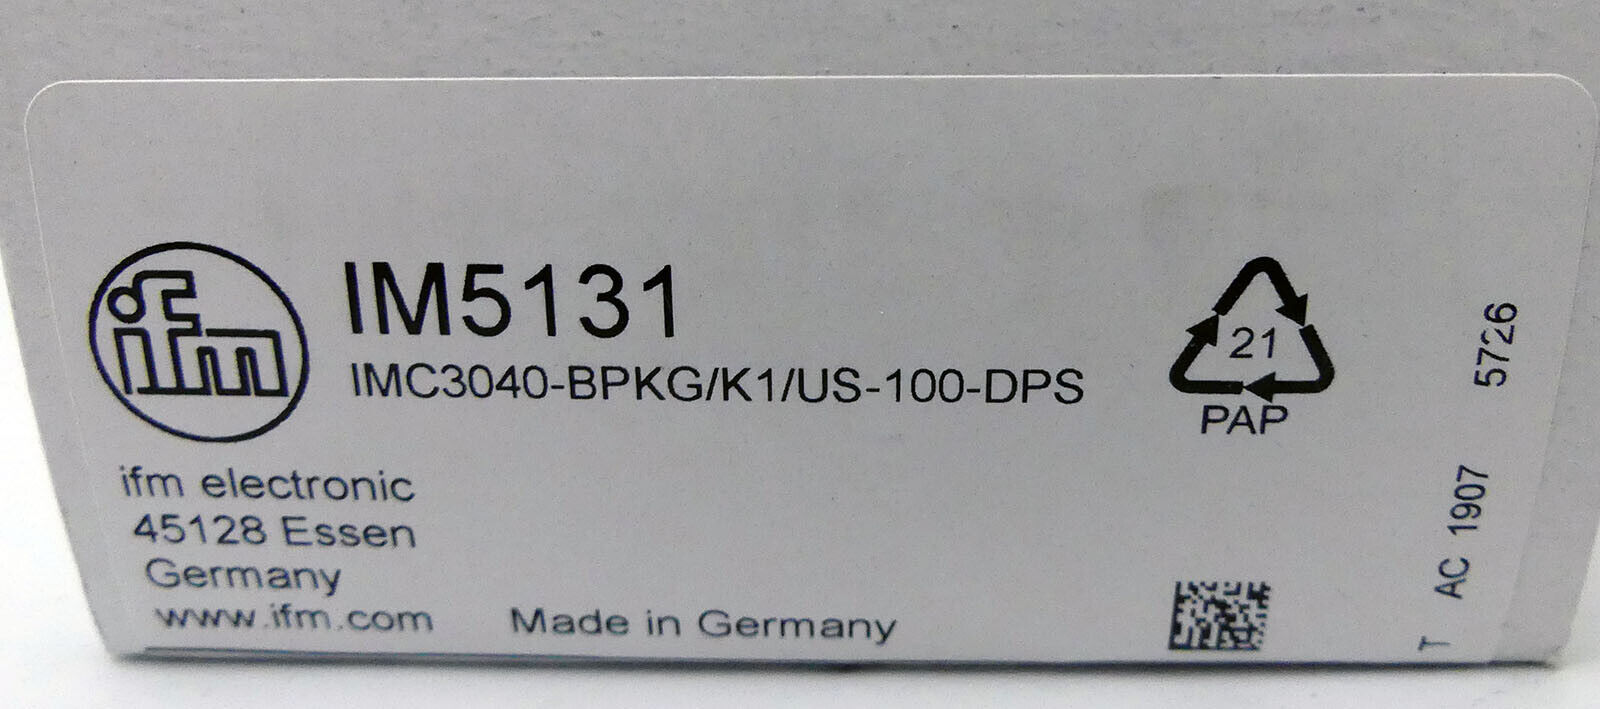 ifm
IM5131
IMC3040-BPKG/K1/US-100-DPS
21
PAP
ifm electronic
45128 Essen
Germany
www.ifm.com
Made in Germany
T AC 1907 5726